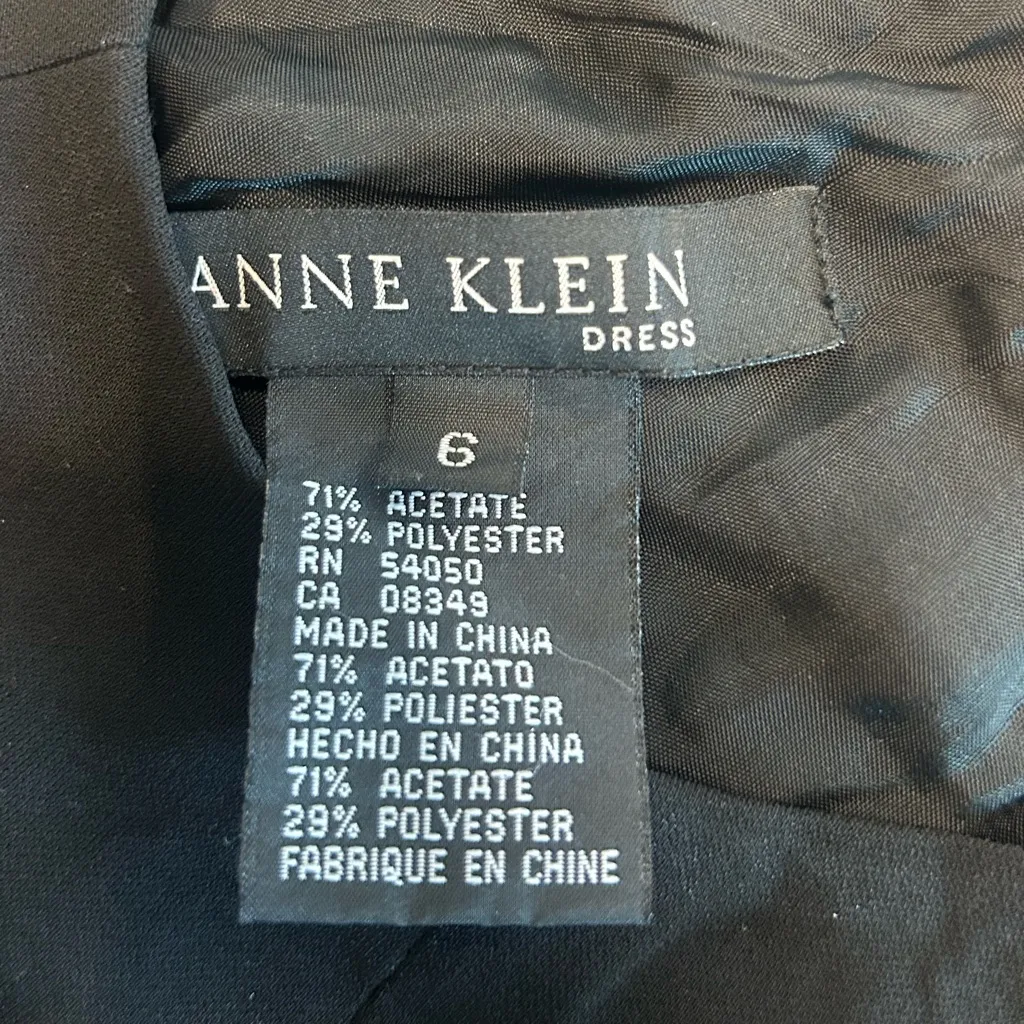 ANNE KLEIN
DRESS
6
71% ACETATE
29% POLYESTER
RN 54050
CA 08349
MADE IN CHINA
71% ACETATO
29% POLIESTER
HECHO EN CHINA
71% ACETATE
29% POLYESTER
FABRIQUE EN CHINE